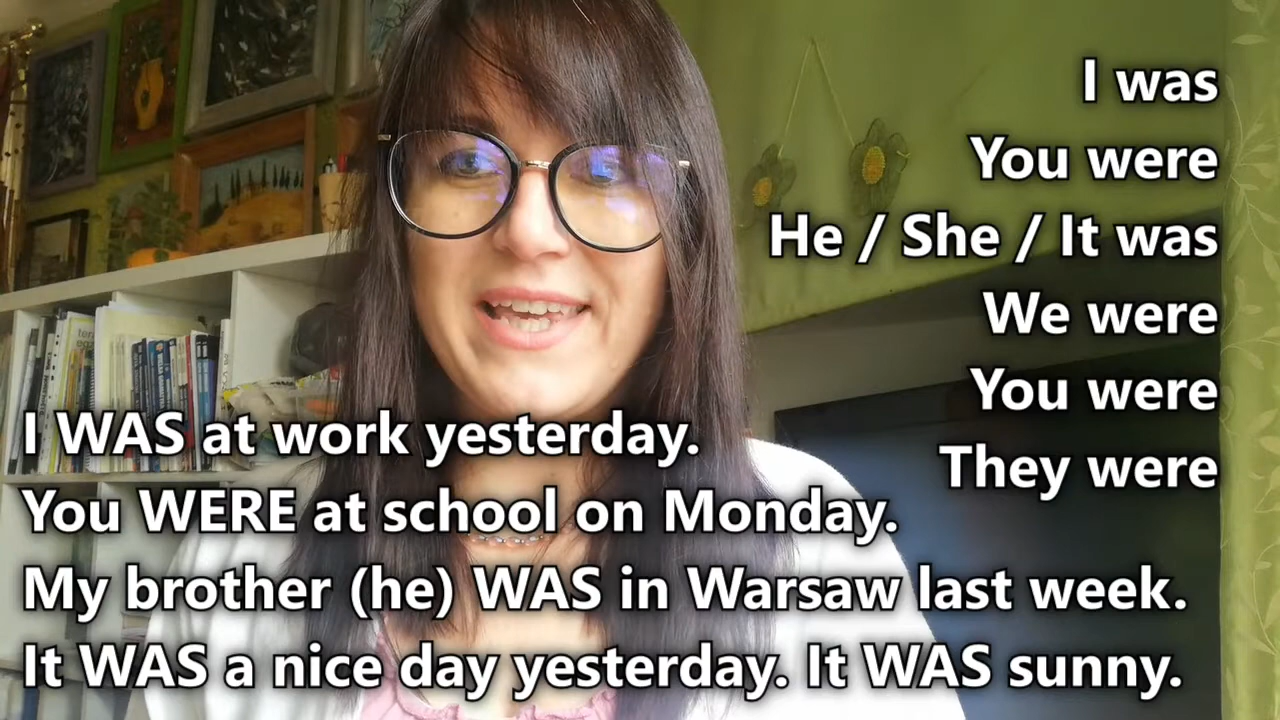 I was
You were
He / She / It was
We were
You were
They were
I WAS at work yesterday.
You WERE at school on Monday.
My brother (he) WAS in Warsaw last week.
It WAS a nice day yesterday. It WAS sunny.